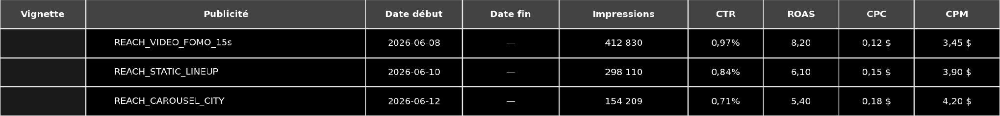 Vignette Publicité Date début Date fin Impressions CTR ROAS CPC CPM
REACH_VIDEO_FOMO_15s 2026-06-08 — 412 830 0,97% 8,20 0,12 $ 3,45 $
REACH_STATIC_LINEUP 2026-06-10 — 298 110 0,84% 6,10 0,15 $ 3,90 $
REACH_CAROUSEL_CITY 2026-06-12 — 154 209 0,71% 5,40 0,18 $ 4,20 $